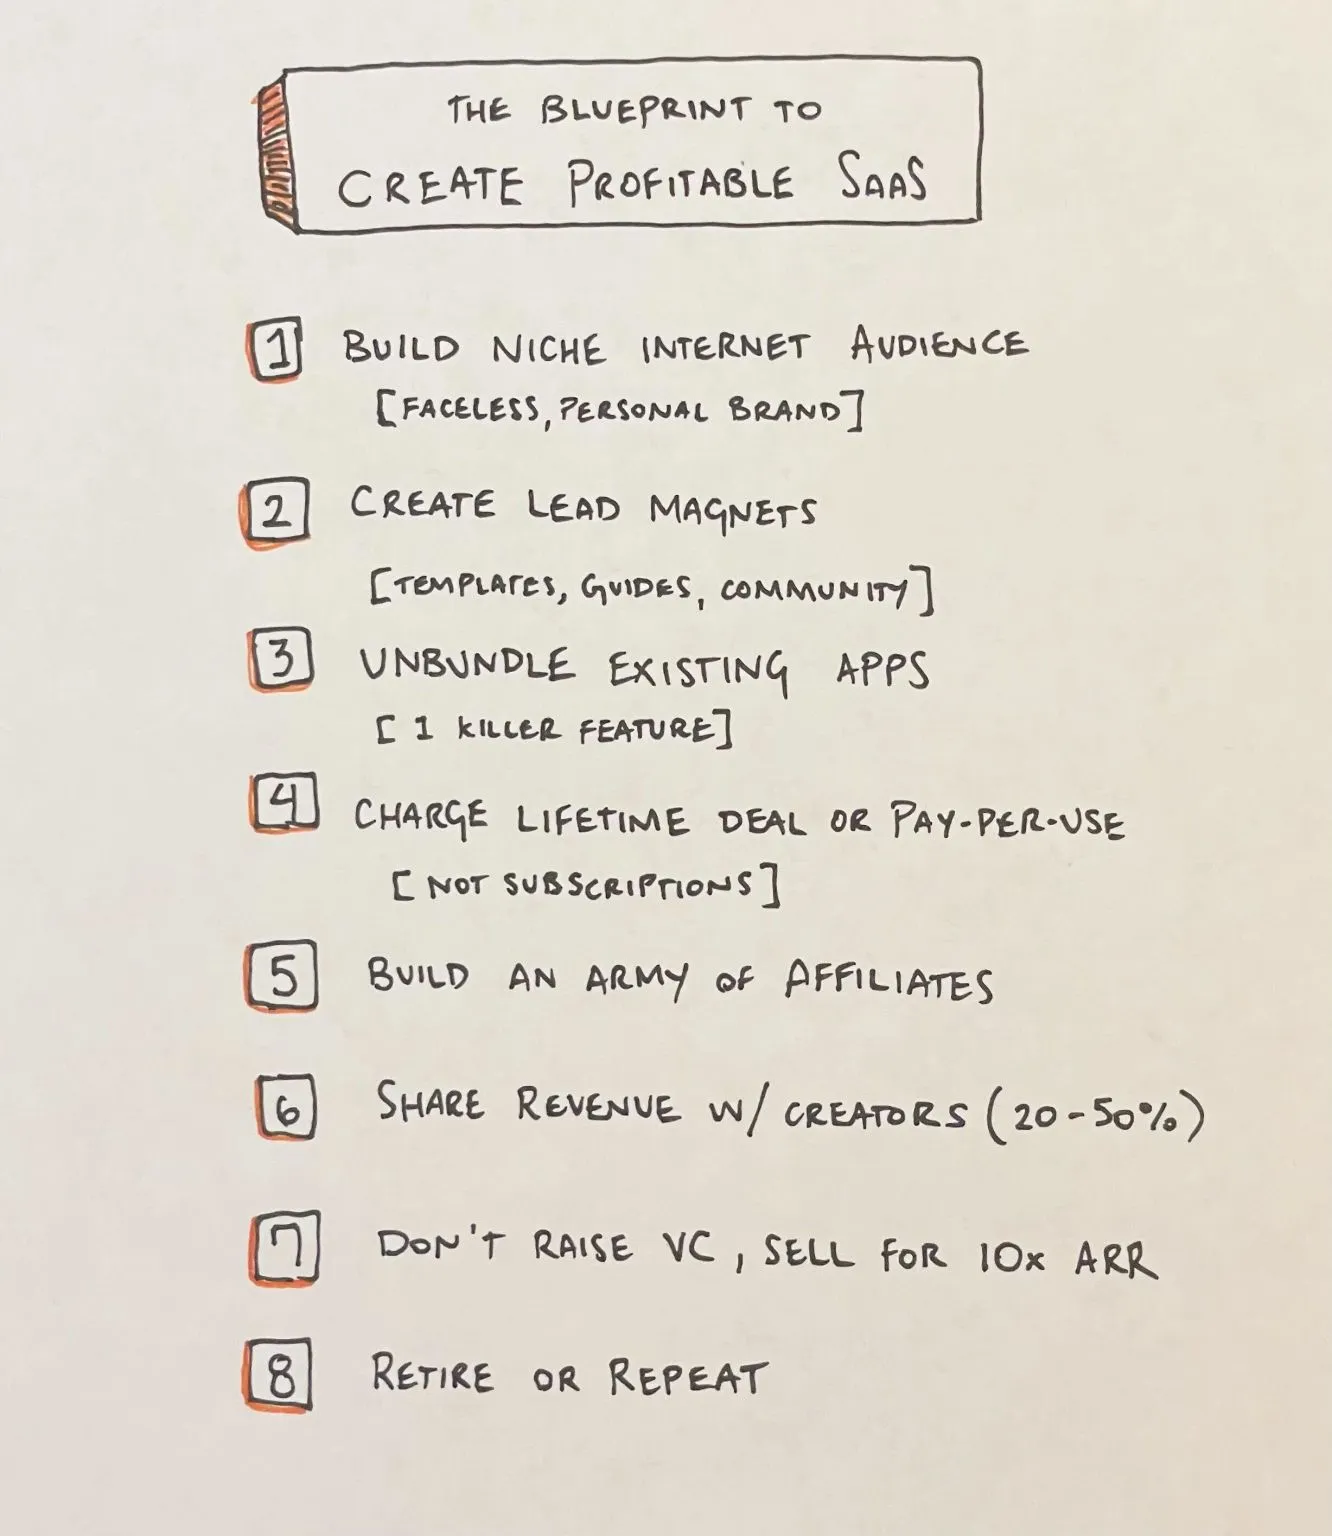 THE BLUEPRINT TO
CREATE PROFITABLE SAAS
1 BUILD NICHE INTERNET AUDIENCE
[FACELESS, PERSONAL BRAND]
2 CREATE LEAD MAGNETS
[TEMPLATES, GUIDES, COMMUNITY]
3 UNBUNDLE EXISTING APPS
[1 KILLER FEATURE]
4 CHARGE LIFETIME DEAL OR PAY-PER-USE
[NOT SUBSCRIPTIONS]
5 BUILD AN ARMY OF AFFILIATES
6 SHARE REVENUE W/ CREATORS (20-50%)
7 DON'T RAISE VC, SELL FOR 10x ARR
8 RETIRE OR REPEAT